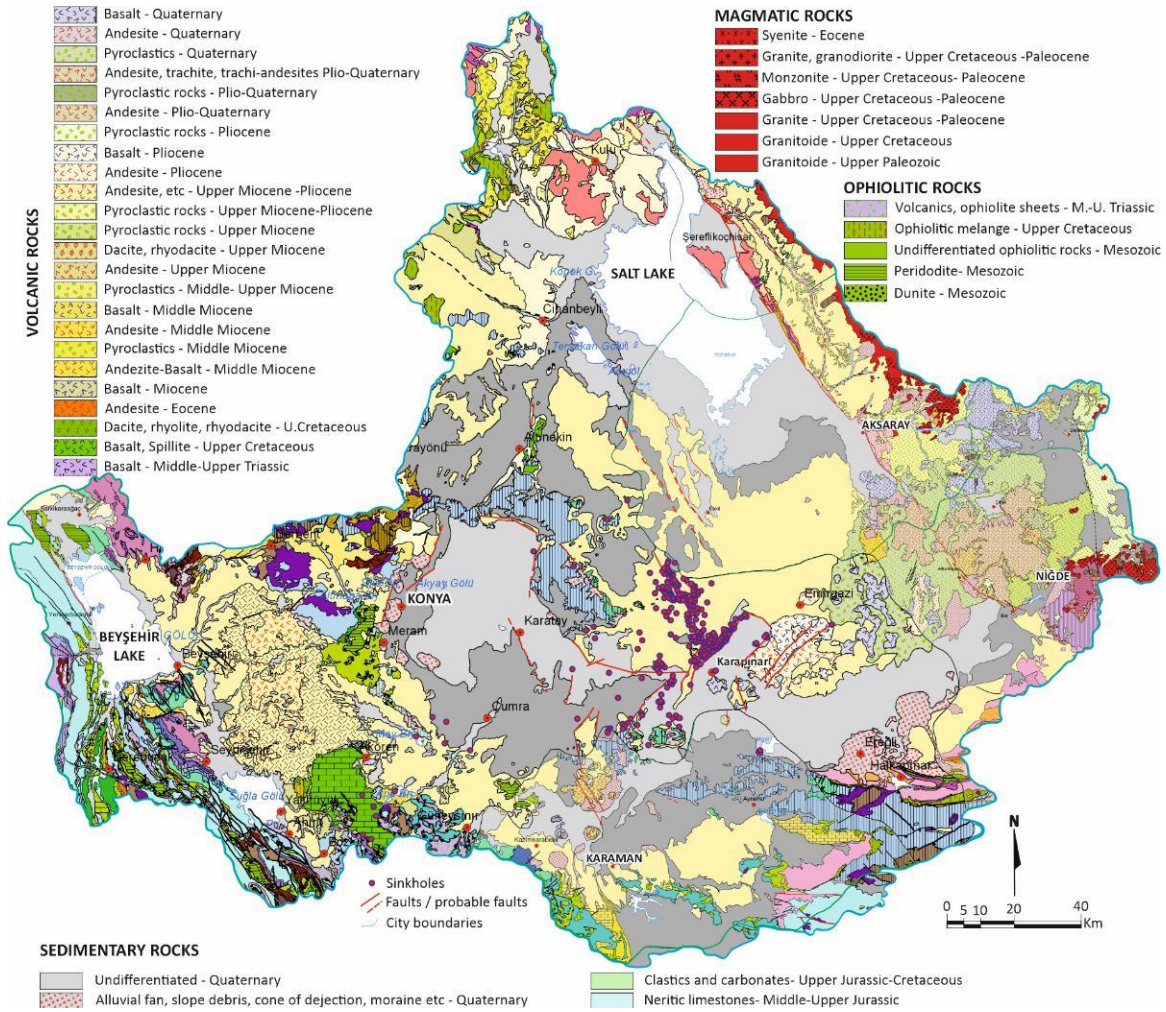 Basalt - Quaternary
Andesite - Quaternary
Pyroclastics - Quaternary
Andesite, trachite, trachi-andesites Plio-Quaternary
Pyroclastic rocks - Plio-Quaternary
Andesite - Plio-Quaternary
Pyroclastic rocks - Pliocene
Basalt - Pliocene
Andesite - Pliocene
Andesite, etc - Upper Miocene -Pliocene
Pyroclastic rocks - Upper Miocene-Pliocene
Pyroclastic rocks - Upper Miocene
Dacite, rhyodacite - Upper Miocene
Andesite - Upper Miocene
Pyroclastics - Middle- Upper Miocene
Basalt - Middle Miocene
Andesite - Middle Miocene
Pyroclastics - Middle Miocene
Andezite-Basalt - Middle Miocene
Basalt - Miocene
Andesite - Eocene
Dacite, rhyolite, rhyodacite - U.Cretaceous
Basalt, Spillite - Upper Cretaceous
Basalt - Middle-Upper Triassic
VOLCANIC ROCKS
MAGMATIC ROCKS
Syenite - Eocene
Granite, granodiorite - Upper Cretaceous -Paleocene
Monzonite - Upper Cretaceous- Paleocene
Gabbro - Upper Cretaceous -Paleocene
Granite - Upper Cretaceous -Paleocene
Granitoide - Upper Cretaceous
Granitoide - Upper Paleozoic
OPHIOLITIC ROCKS
Volcanics, ophiolite sheets - M.-U. Triassic
Ophiolitic melange - Upper Cretaceous
Undifferentiated ophiolitic rocks - Mesozoic
Peridodite- Mesozoic
Dunite - Mesozoic
Kulu
Şereflikoçhisar
SALT LAKE
Cihanbeyli
AKSARAY
rayönü
NİĞDE
Emirgazi
Akyay Gölü
KONYA
Karatay
Meram
BEYŞEHİR
LAKE
GÖLÜ
Beyşehir
Karapınar
Çumra
Seydişehir
Ereğli
Halkapınar
Suğla Gölü
KARAMAN
N
Sinkholes
Faults / probable faults
City boundaries
0 5 10 20 40
Km
SEDIMENTARY ROCKS
Undifferentiated - Quaternary
Alluvial fan, slope debris, cone of dejection, moraine etc - Quaternary
Clastics and carbonates- Upper Jurassic-Cretaceous
Neritic limestones- Middle-Upper Jurassic